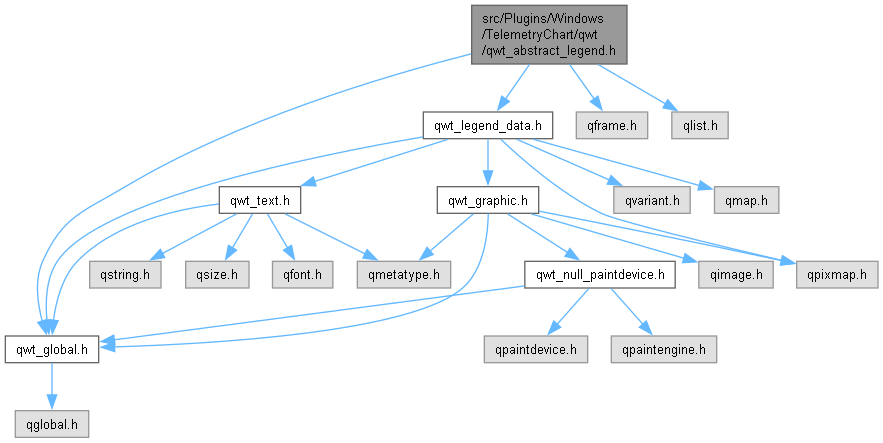 src/Plugins/Windows
/TelemetryChart/qwt
/qwt_abstract_legend.h
qwt_legend_data.h
qframe.h
qlist.h
qwt_text.h
qwt_graphic.h
qvariant.h
qmap.h
qstring.h
qsize.h
qfont.h
qmetatype.h
qwt_null_paintdevice.h
qimage.h
qpixmap.h
qwt_global.h
qpaintdevice.h
qpaintengine.h
qglobal.h